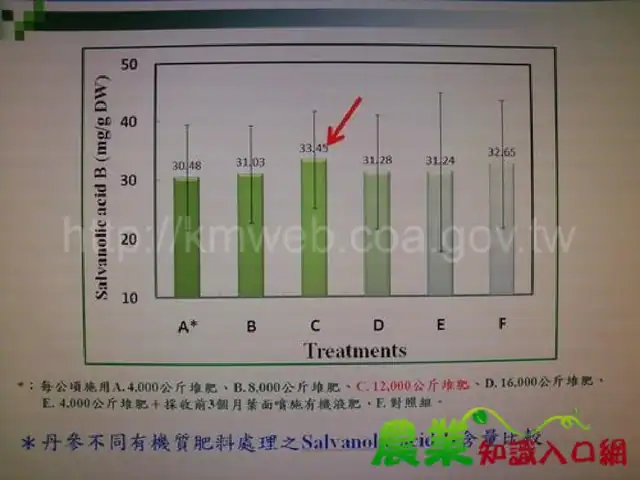 50
40
30
20
10
Salvanolic acid B (mg/g DW)
30.48
31.03
33.45
31.28
31.24
32.65
http://kmweb.coa.gov.tw
A*
B
C
D
E
F
Treatments
*：每公頃施用A. 4,000公斤堆肥、B. 8,000公斤堆肥、C. 12,000公斤堆肥、D. 16,000公斤堆肥、
E. 4,000公斤堆肥＋採收前3個月葉面噴施有機液肥、F. 對照組。
＊丹參不同有機質肥料處理之Salvanolic acid 含量比較
農業知識入口網